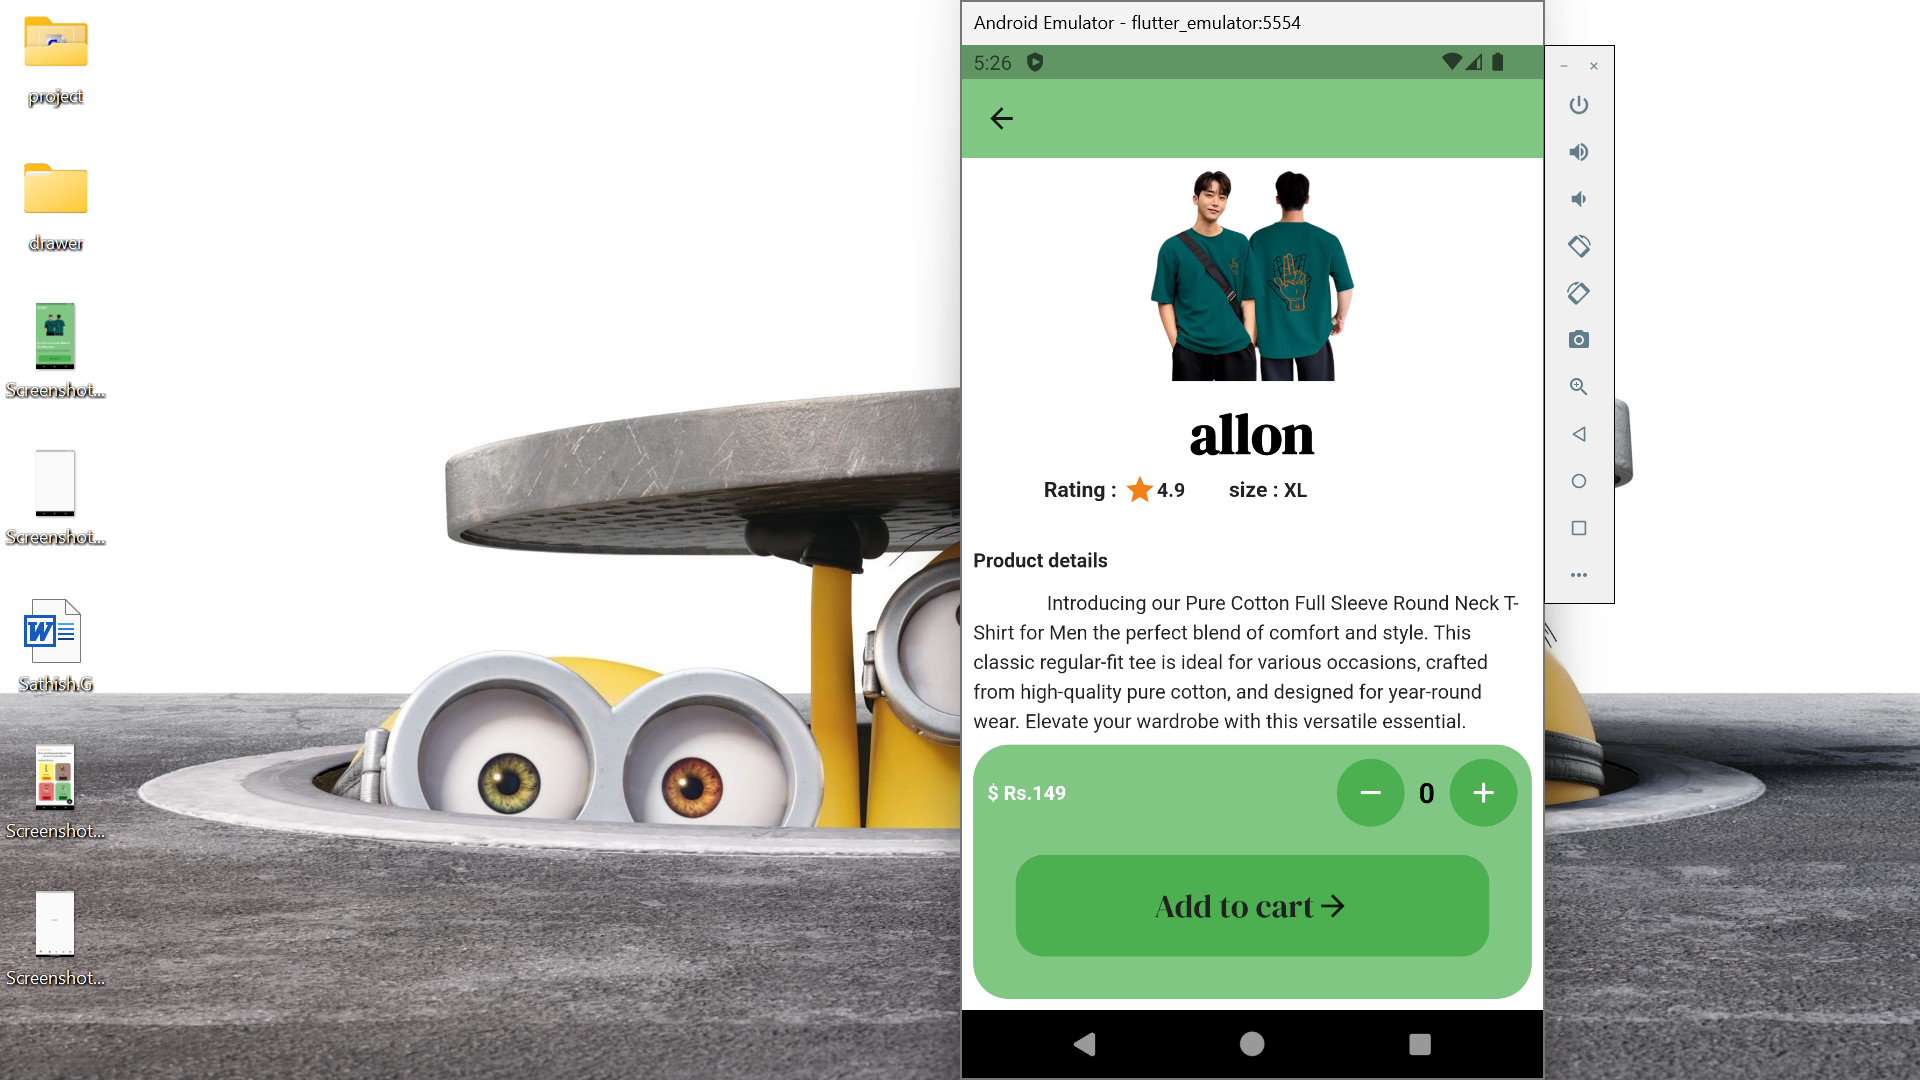 project
drawer
Screenshot...
Screenshot...
Sathish.G
Screenshot...
Screenshot...
Android Emulator - flutter_emulator:5554
5:26
allon
Rating : 4.9 size : XL
Product details
Introducing our Pure Cotton Full Sleeve Round Neck T-
Shirt for Men the perfect blend of comfort and style. This
classic regular-fit tee is ideal for various occasions, crafted
from high-quality pure cotton, and designed for year-round
wear. Elevate your wardrobe with this versatile essential.
$ Rs.149 − 0 +
Add to cart →